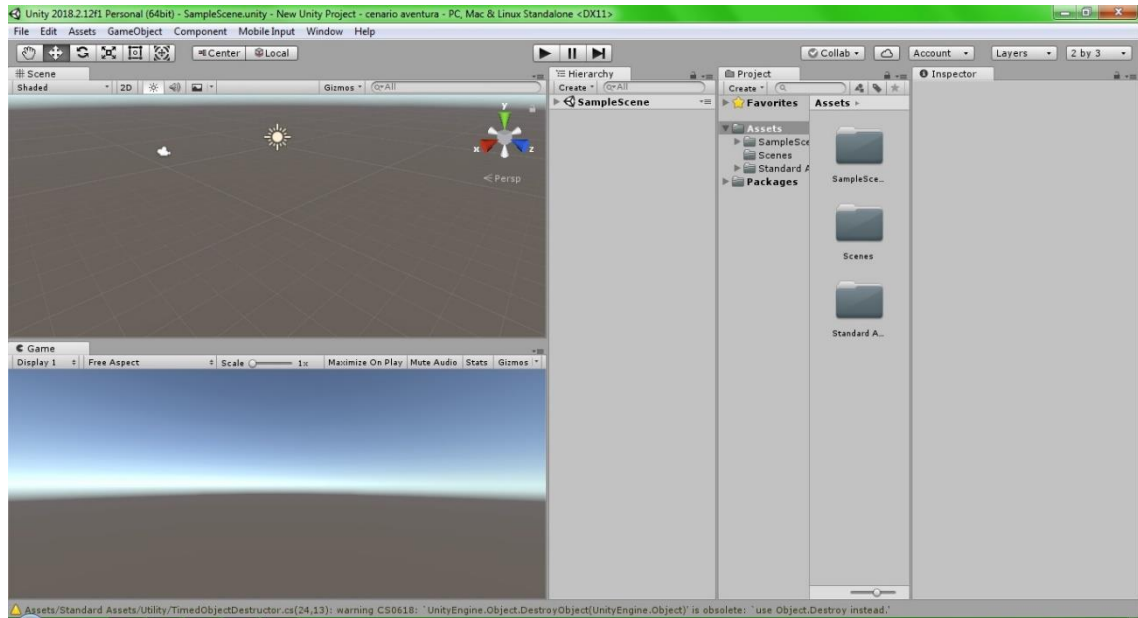 Unity 2018.2.12f1 Personal (64bit) - SampleScene.unity - New Unity Project - cenario aventura - PC, Mac & Linux Standalone <DX11>
File Edit Assets GameObject Component Mobile Input Window Help
Center Local Collab Account Layers 2 by 3
Scene
Shaded 2D Gizmos All
y
x z
Persp
Hierarchy
Create All
SampleScene
Project
Create
Favorites
Assets
SampleSce
Scenes
Standard A
Packages
Assets
SampleSce...
Scenes
Standard A...
Inspector
Game
Display 1 Free Aspect Scale 1x Maximize On Play Mute Audio Stats Gizmos
Assets/Standard Assets/Utility/TimedObjectDestructor.cs(24,13): warning CS0618: `UnityEngine.Object.DestroyObject(UnityEngine.Object)' is obsolete: `use Object.Destroy instead.'